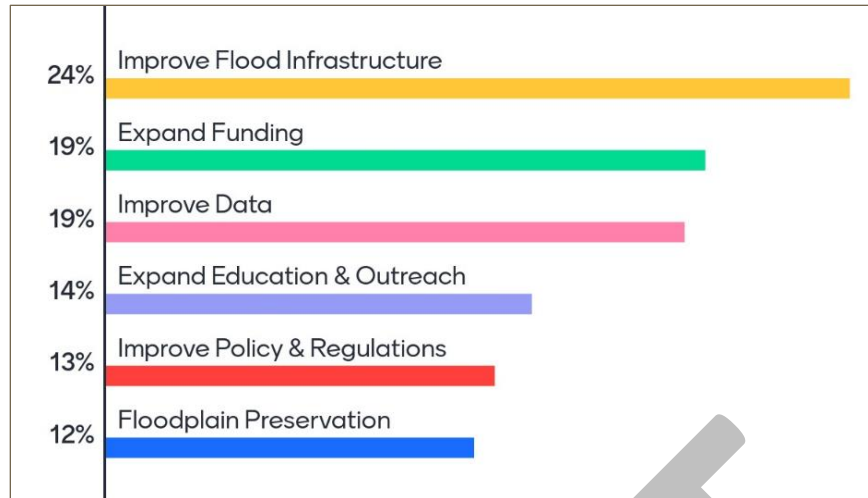 Improve Flood Infrastructure
24%
Expand Funding
19%
Improve Data
19%
Expand Education & Outreach
14%
Improve Policy & Regulations
13%
Floodplain Preservation
12%